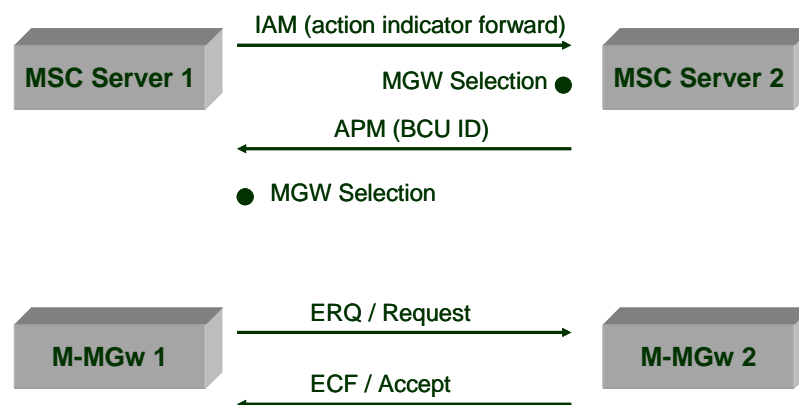 IAM (action indicator forward)
MSC Server 1
MSC Server 2
MGW Selection
APM (BCU ID)
MGW Selection
ERQ / Request
M-MGw 1
M-MGw 2
ECF / Accept